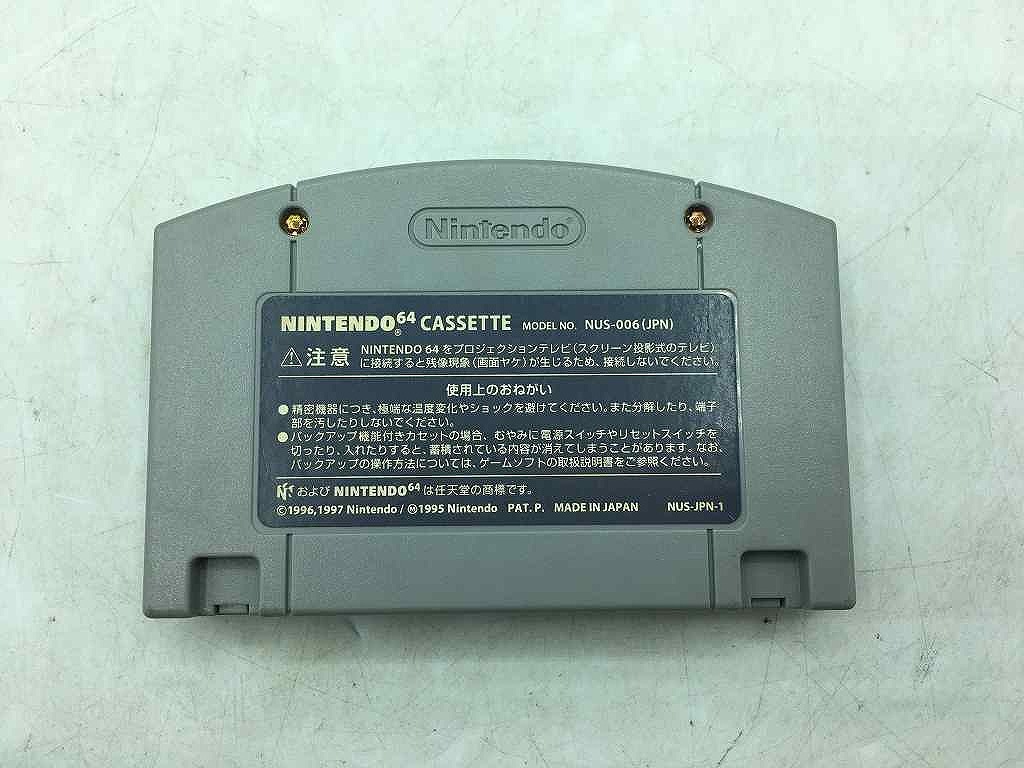 Nintendo®
NINTENDO64® CASSETTE MODEL NO. NUS-006(JPN)
注意 NINTENDO 64をプロジェクションテレビ(スクリーン投影式のテレビ)
に接続すると残像現象(画面ヤケ)が生じるため、接続しないでください。
使用上のおねがい
●精密機器につき、極端な温度変化やショックを避けてください。また分解したり、端子
部を汚したりしないでください。
●バックアップ機能付きカセットの場合、むやみに電源スイッチやリセットスイッチを
切ったり、入れたりすると、蓄積されている内容が消えてしまうことがあります。なお、
バックアップの操作方法については、ゲームソフトの取扱説明書をご参照ください。
および NINTENDO64 は任天堂の商標です。
©1996,1997 Nintendo/Ⓜ1995 Nintendo PAT. P. MADE IN JAPAN NUS-JPN-1